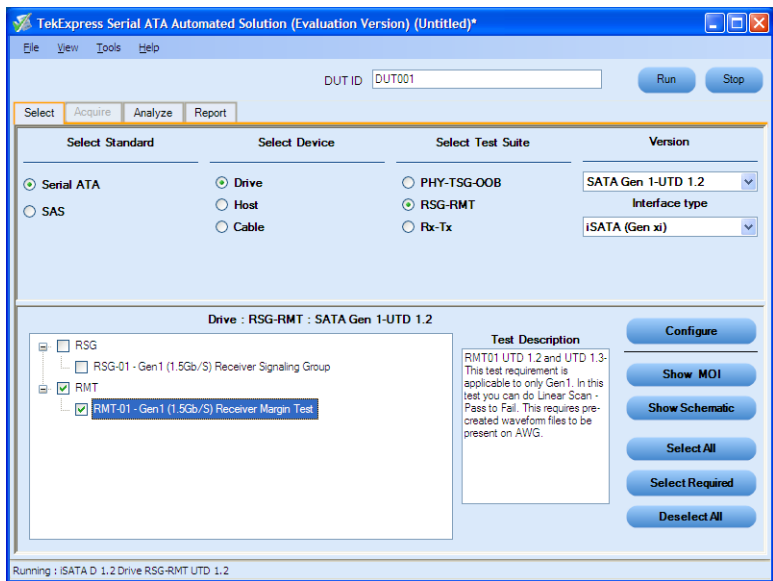 TekExpress Serial ATA Automated Solution (Evaluation Version) (Untitled)*
File View Tools Help
DUT ID DUT001 Run Stop
Select Acquire Analyze Report
Select Standard Select Device Select Test Suite Version
Serial ATA Drive PHY-TSG-OOB SATA Gen 1-UTD 1.2
SAS Host RSG-RMT Interface type
Cable Rx-Tx iSATA (Gen xi)
Drive : RSG-RMT : SATA Gen 1-UTD 1.2
RSG
RSG-01 - Gen1 (1.5Gb/S) Receiver Signaling Group
RMT
RMT-01 - Gen1 (1.5Gb/S) Receiver Margin Test
Test Description
RMT01 UTD 1.2 and UTD 1.3-
This test requirement is
applicable to only Gen1. In this
test you can do Linear Scan -
Pass to Fail. This requires pre-
created waveform files to be
present on AWG.
Configure
Show MOI
Show Schematic
Select All
Select Required
Deselect All
Running : iSATA D 1.2 Drive RSG-RMT UTD 1.2